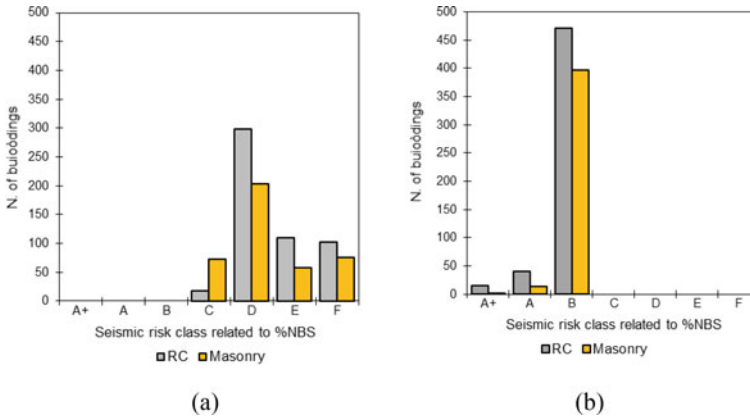 500
450
400
350
300
250
200
150
100
50
0
N. of buioòdings
A+ A B C D E F
Seismic risk class related to %NBS
RC Masonry
(a)
500
450
400
350
300
250
200
150
100
50
0
N. of buioòdings
A+ A B C D E F
Seismic risk class related to %NBS
RC Masonry
(b)